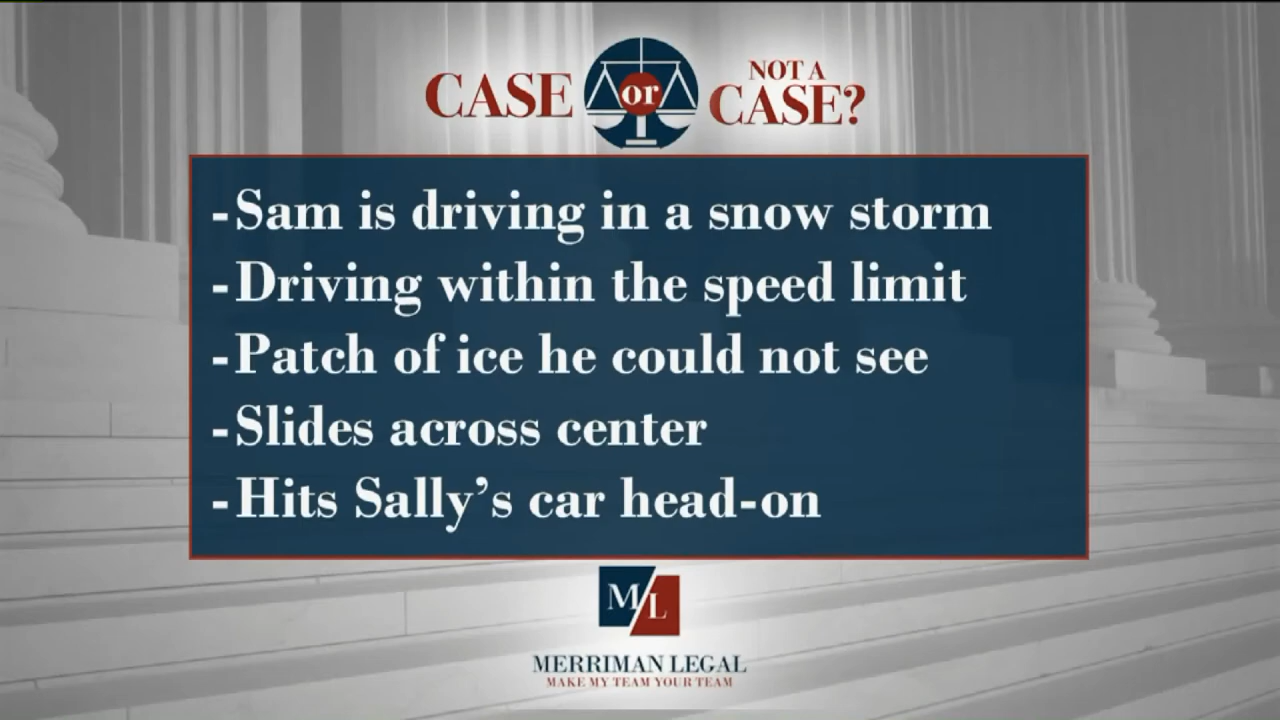 CASE or NOT A CASE?
-Sam is driving in a snow storm
-Driving within the speed limit
-Patch of ice he could not see
-Slides across center
-Hits Sally's car head-on
M L
MERRIMAN LEGAL
MAKE MY TEAM YOUR TEAM